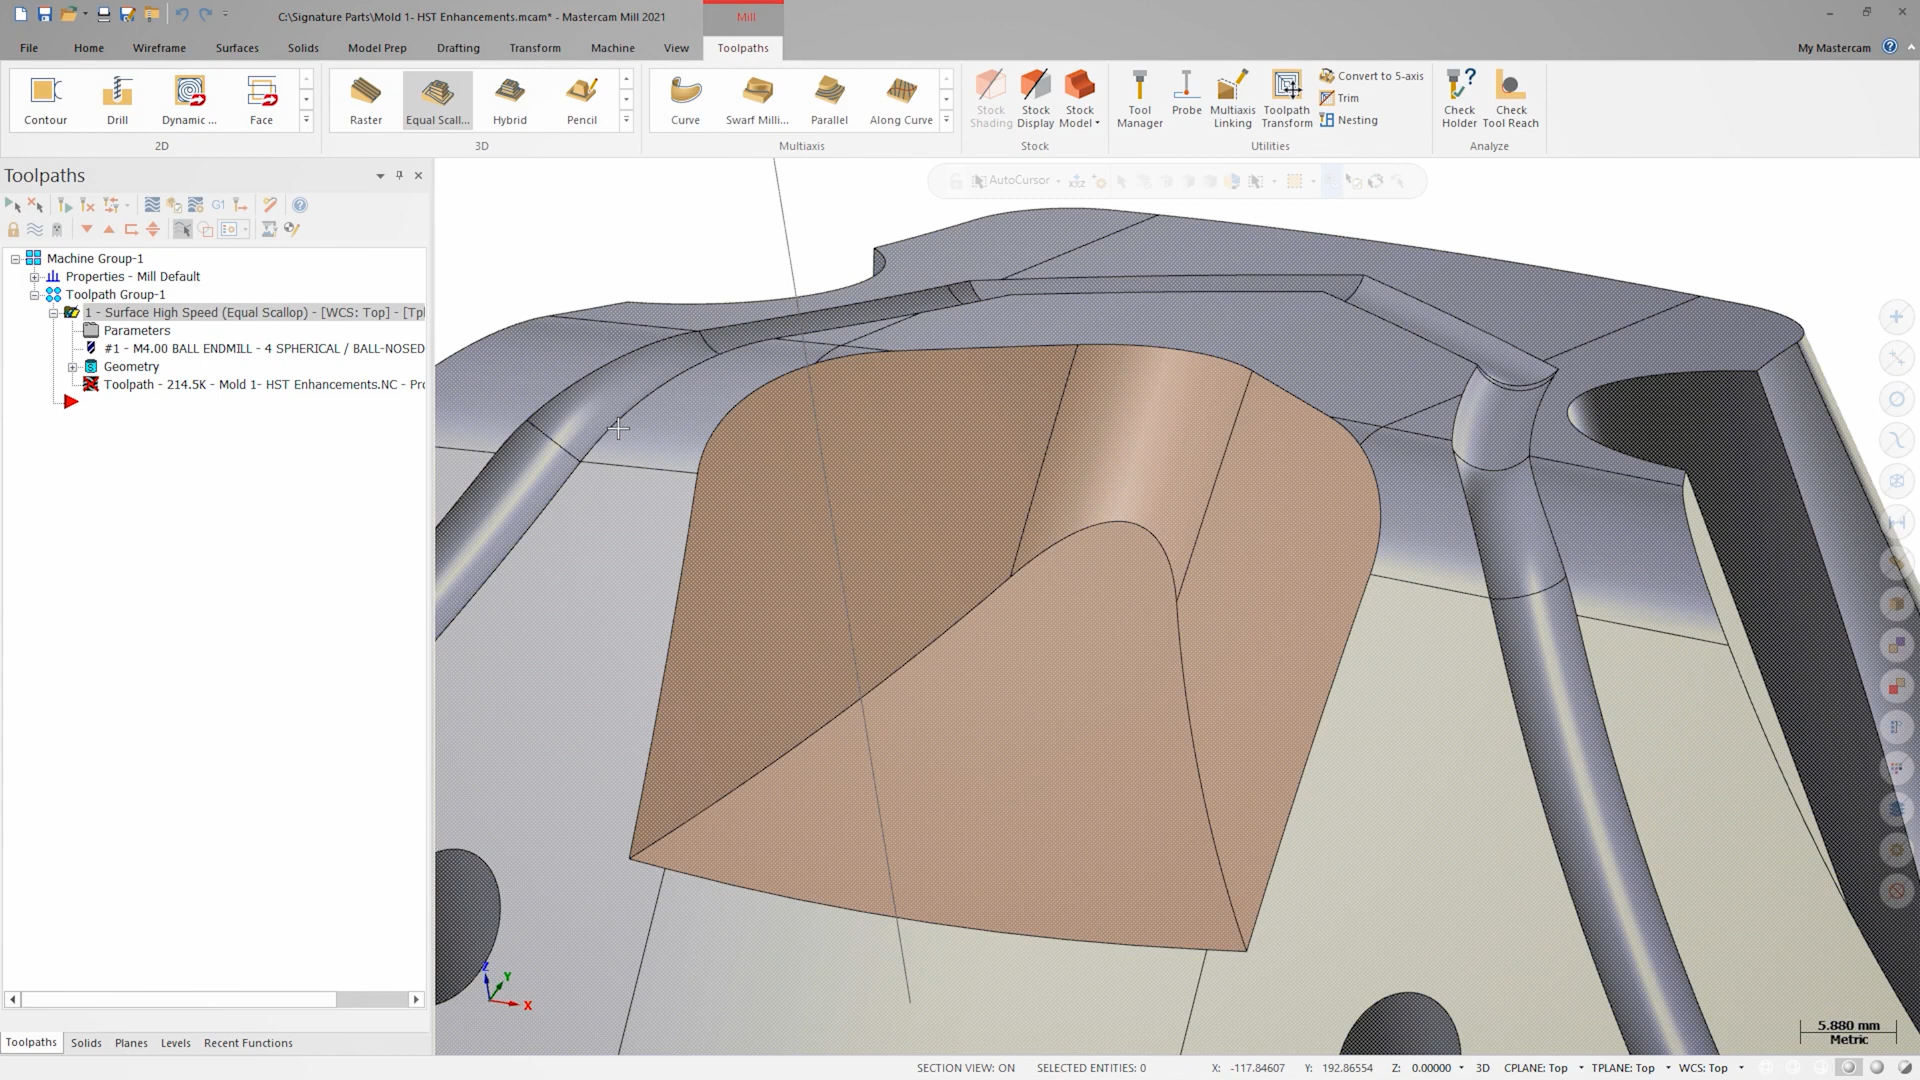 C:\Signature Parts\Mold 1- HST Enhancements.mcam* - Mastercam Mill 2021
Mill
File
Home
Wireframe
Surfaces
Solids
Model Prep
Drafting
Transform
Machine
View
Toolpaths
My Mastercam
Contour
Drill
Dynamic ...
Face
2D
Raster
Equal Scall...
Hybrid
Pencil
3D
Curve
Swarf Milli...
Parallel
Along Curve
Multiaxis
Stock Shading
Stock Display
Stock Model
Stock
Tool Manager
Probe
Multiaxis Linking
Toolpath Transform
Convert to 5-axis
Trim
Nesting
Utilities
Check Holder
Check Tool Reach
Analyze
Toolpaths
AutoCursor
G1
Machine Group-1
Properties - Mill Default
Toolpath Group-1
1 - Surface High Speed (Equal Scallop) - [WCS: Top] - [Tpl
Parameters
#1 - M4.00 BALL ENDMILL - 4 SPHERICAL / BALL-NOSED
Geometry
Toolpath - 214.5K - Mold 1- HST Enhancements.NC - Pro
Z
Y
X
5.880 mm
Metric
Toolpaths
Solids
Planes
Levels
Recent Functions
SECTION VIEW: ON
SELECTED ENTITIES: 0
X: -117.84607
Y: 192.86554
Z: 0.00000
3D
CPLANE: Top
TPLANE: Top
WCS: Top